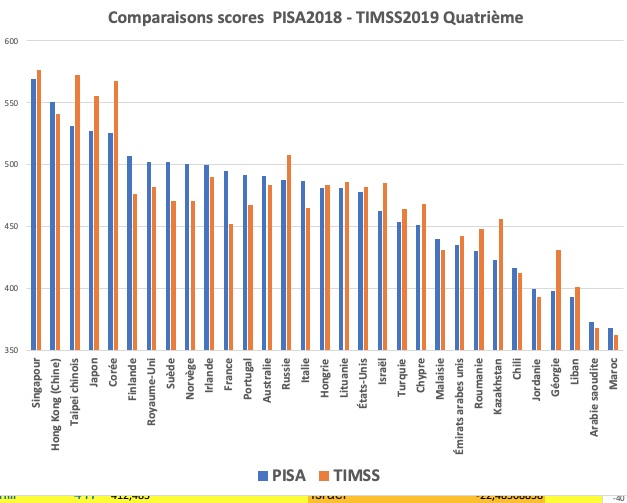 Comparaisons scores PISA2018 - TIMSS2019 Quatrième
600
550
500
450
400
350
Singapour
Hong Kong (Chine)
Taipei chinois
Japon
Corée
Finlande
Royaume-Uni
Suède
Norvège
Irlande
France
Portugal
Australie
Russie
Italie
Hongrie
Lituanie
États-Unis
Israël
Turquie
Chypre
Malaisie
Émirats arabes unis
Roumanie
Kazakhstan
Chili
Jordanie
Géorgie
Liban
Arabie saoudite
Maroc
PISA TIMSS
-40